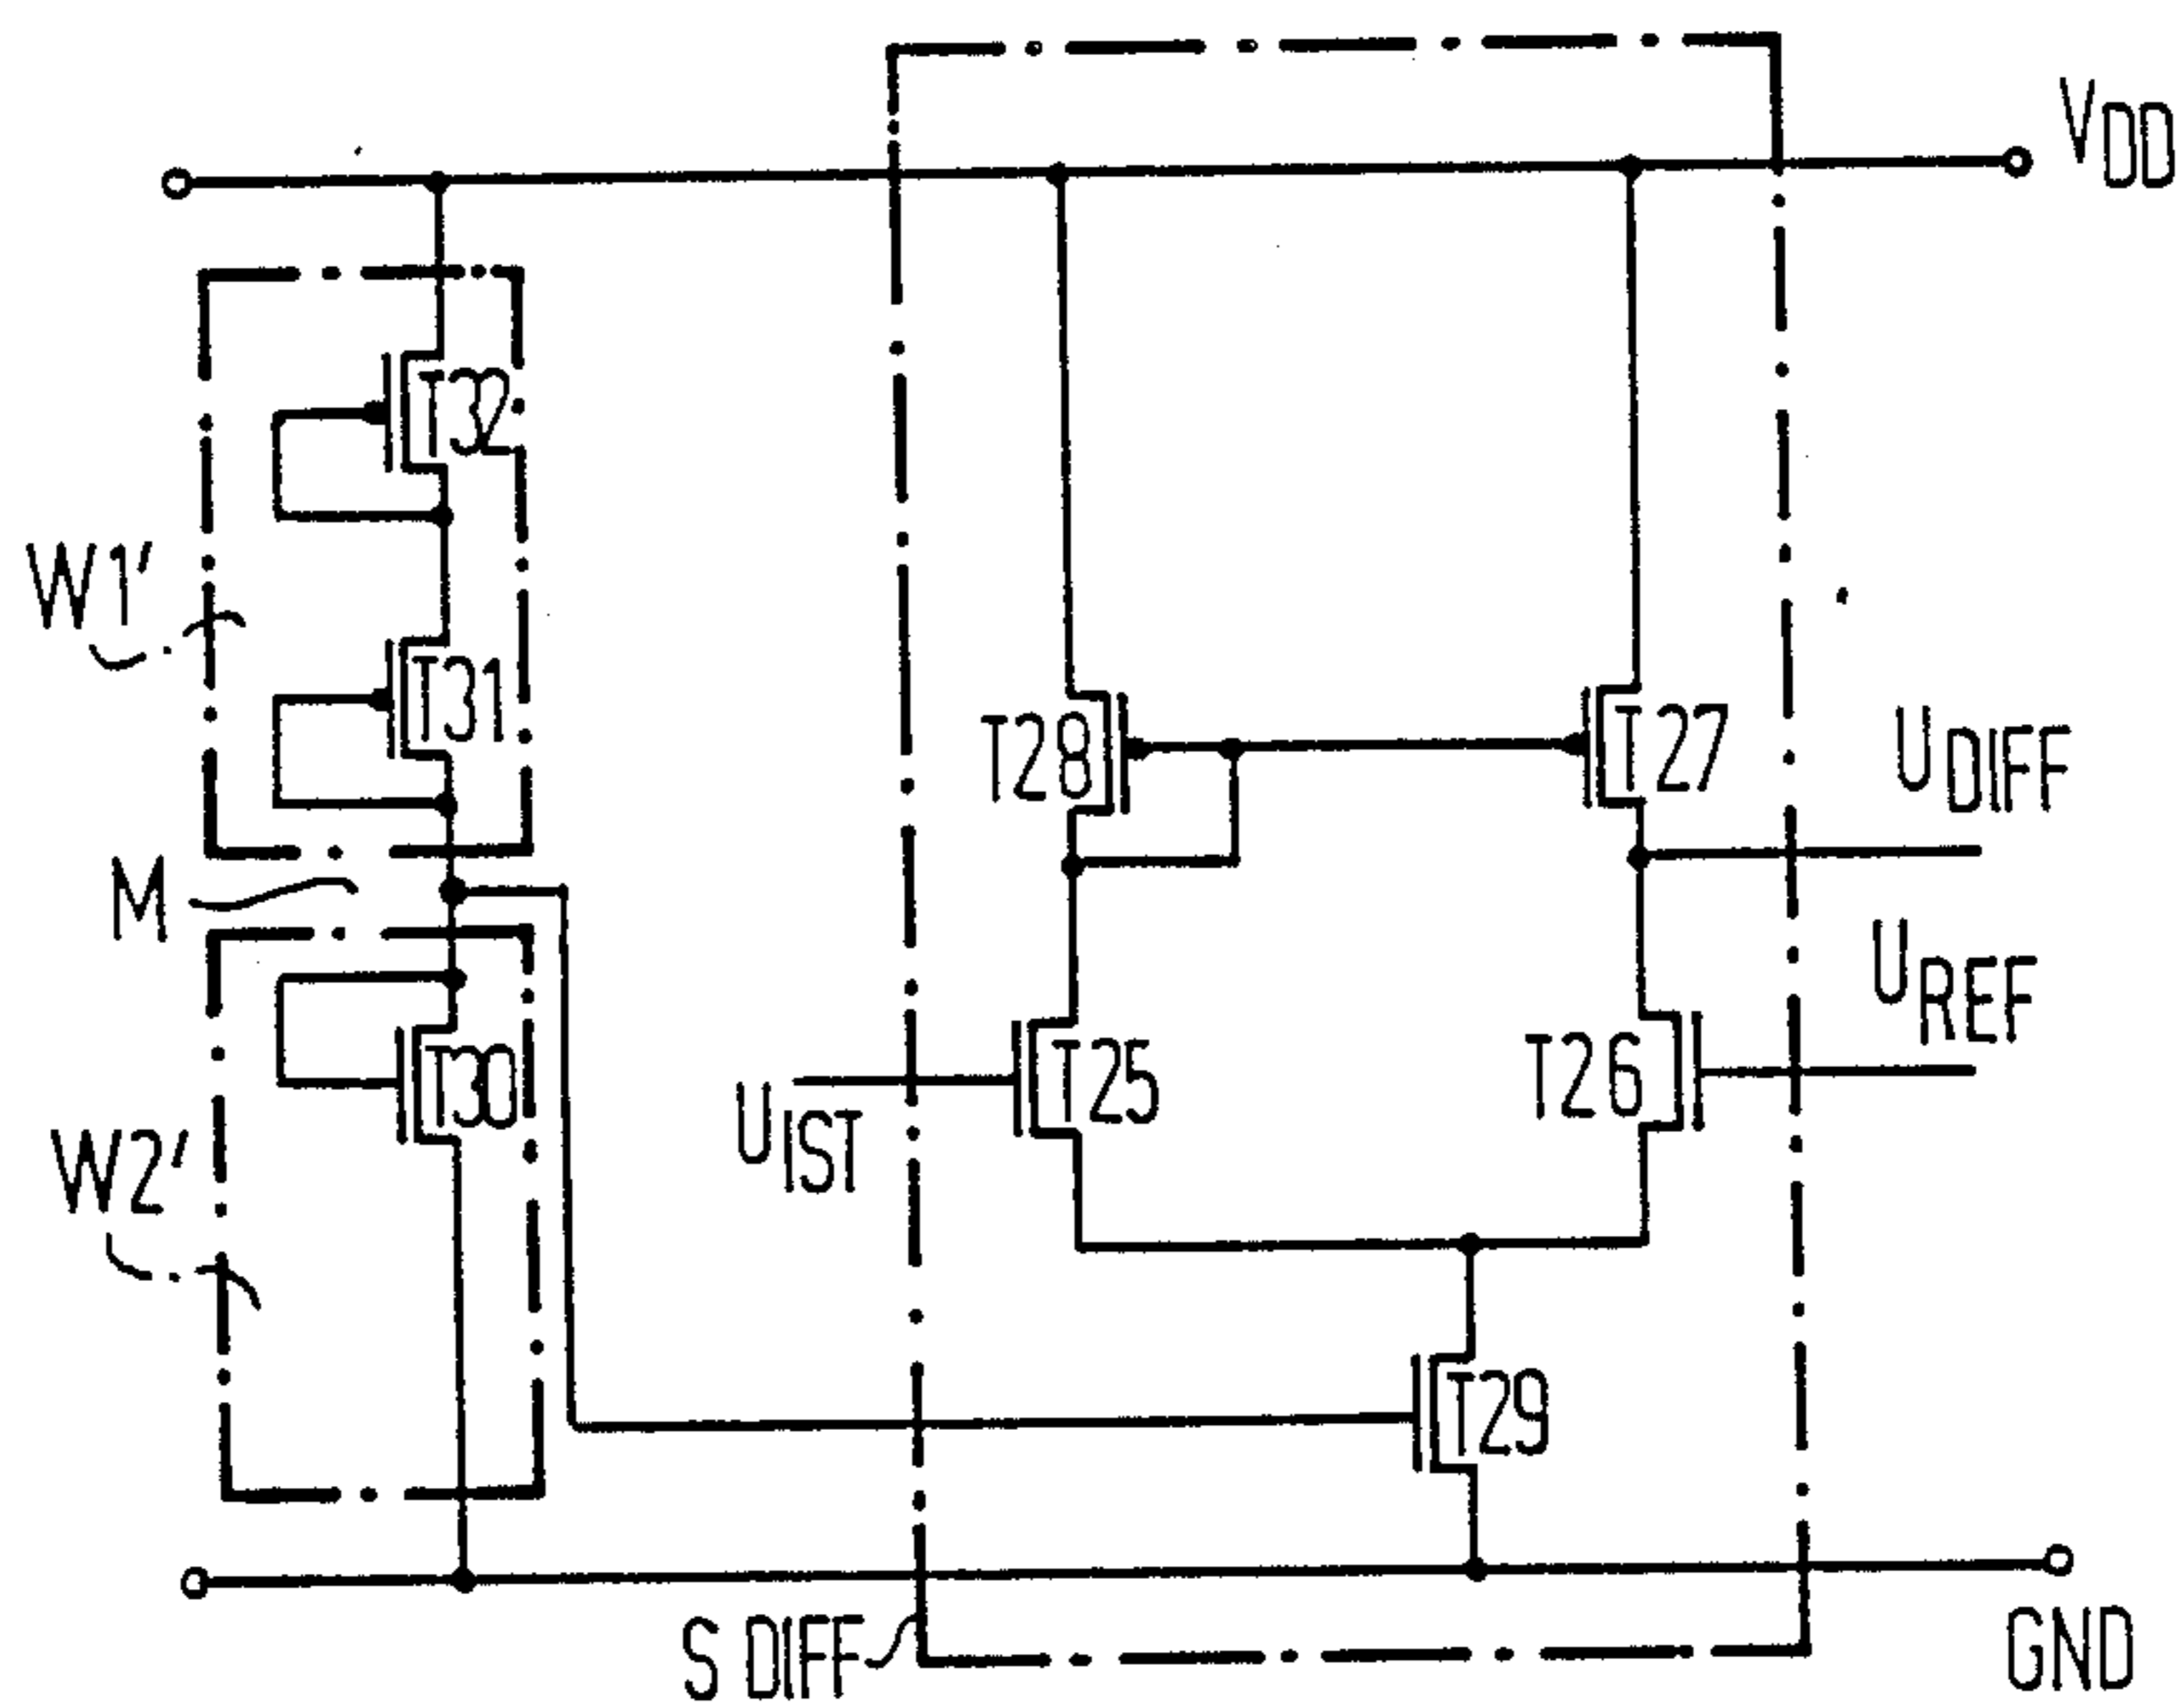 VDD
T32
W1'
T31
T28
T27
UDIFF
M
UREF
T30
T25
T26
UIST
W2'
T29
S DIFF
GND